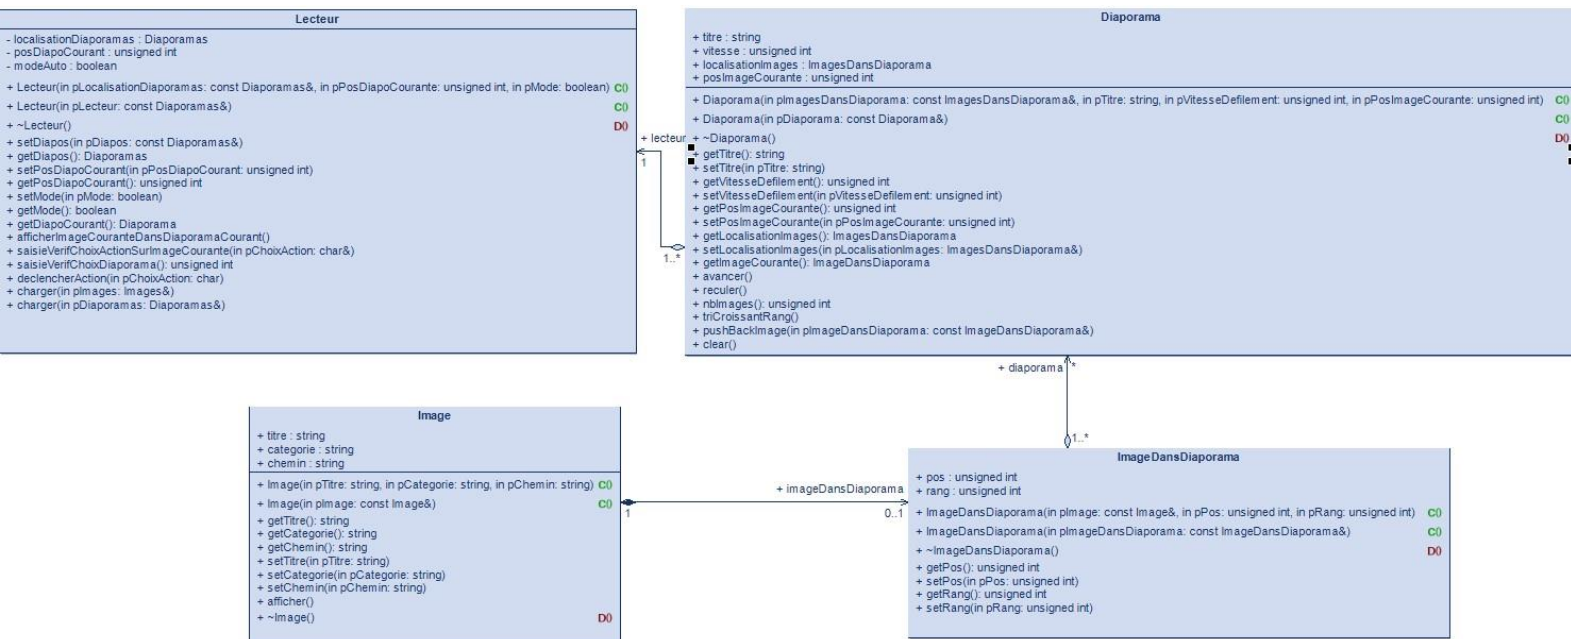 Lecteur
- localisationDiaporamas : Diaporamas
- posDiapoCourant : unsigned int
- modeAuto : boolean
+ Lecteur(in pLocalisationDiaporamas: const Diaporamas&, in pPosDiapoCourante: unsigned int, in pMode: boolean) C()
+ Lecteur(in pLecteur: const Diaporamas&) C()
+ ~Lecteur() D()
+ setDiapos(in pDiapos: const Diaporamas&)
+ getDiapos(): Diaporamas
+ setPosDiapoCourant(in pPosDiapoCourant: unsigned int)
+ getPosDiapoCourant(): unsigned int
+ setMode(in pMode: boolean)
+ getMode(): boolean
+ getDiapoCourant(): Diaporama
+ afficherImageCouranteDansDiaporamaCourant()
+ saisieVerifChoixActionSurImageCourante(in pChoixAction: char&)
+ saisieVerifChoixDiaporama(): unsigned int
+ declencherAction(in pChoixAction: char)
+ charger(in pImages: Images&)
+ charger(in pDiaporamas: Diaporamas&)
+ lecteur
1
1..*
Diaporama
+ titre : string
+ vitesse : unsigned int
+ localisationImages : ImagesDansDiaporama
+ posImageCourante : unsigned int
+ Diaporama(in pImagesDansDiaporama: const ImagesDansDiaporama&, in pTitre: string, in pVitesseDefilement: unsigned int, in pPosImageCourante: unsigned int) C()
+ Diaporama(in pDiaporama: const Diaporama&) C()
+ ~Diaporama() D()
+ getTitre(): string
+ setTitre(in pTitre: string)
+ getVitesseDefilement(): unsigned int
+ setVitesseDefilement(in pVitesseDefilement: unsigned int)
+ getPosImageCourante(): unsigned int
+ setPosImageCourante(in pPosImageCourante: unsigned int)
+ getLocalisationImages(): ImagesDansDiaporama
+ setLocalisationImages(in pLocalisationImages: ImagesDansDiaporama&)
+ getImageCourante(): ImageDansDiaporama
+ avancer()
+ reculer()
+ nbImages(): unsigned int
+ triCroissantRang()
+ pushBackImage(in pImageDansDiaporama: const ImageDansDiaporama&)
+ clear()
+ diaporama *
1..*
Image
+ titre : string
+ categorie : string
+ chemin : string
+ Image(in pTitre: string, in pCategorie: string, in pChemin: string) C()
+ Image(in pImage: const Image&) C()
+ getTitre(): string
+ getCategorie(): string
+ getChemin(): string
+ setTitre(in pTitre: string)
+ setCategorie(in pCategorie: string)
+ setChemin(in pChemin: string)
+ afficher()
+ ~Image() D()
+ imageDansDiaporama
1
0..1
ImageDansDiaporama
+ pos : unsigned int
+ rang : unsigned int
+ ImageDansDiaporama(in pImage: const Image&, in pPos: unsigned int, in pRang: unsigned int) C()
+ ImageDansDiaporama(in pImageDansDiaporama: const ImageDansDiaporama&) C()
+ ~ImageDansDiaporama() D()
+ getPos(): unsigned int
+ setPos(in pPos: unsigned int)
+ getRang(): unsigned int
+ setRang(in pRang: unsigned int)